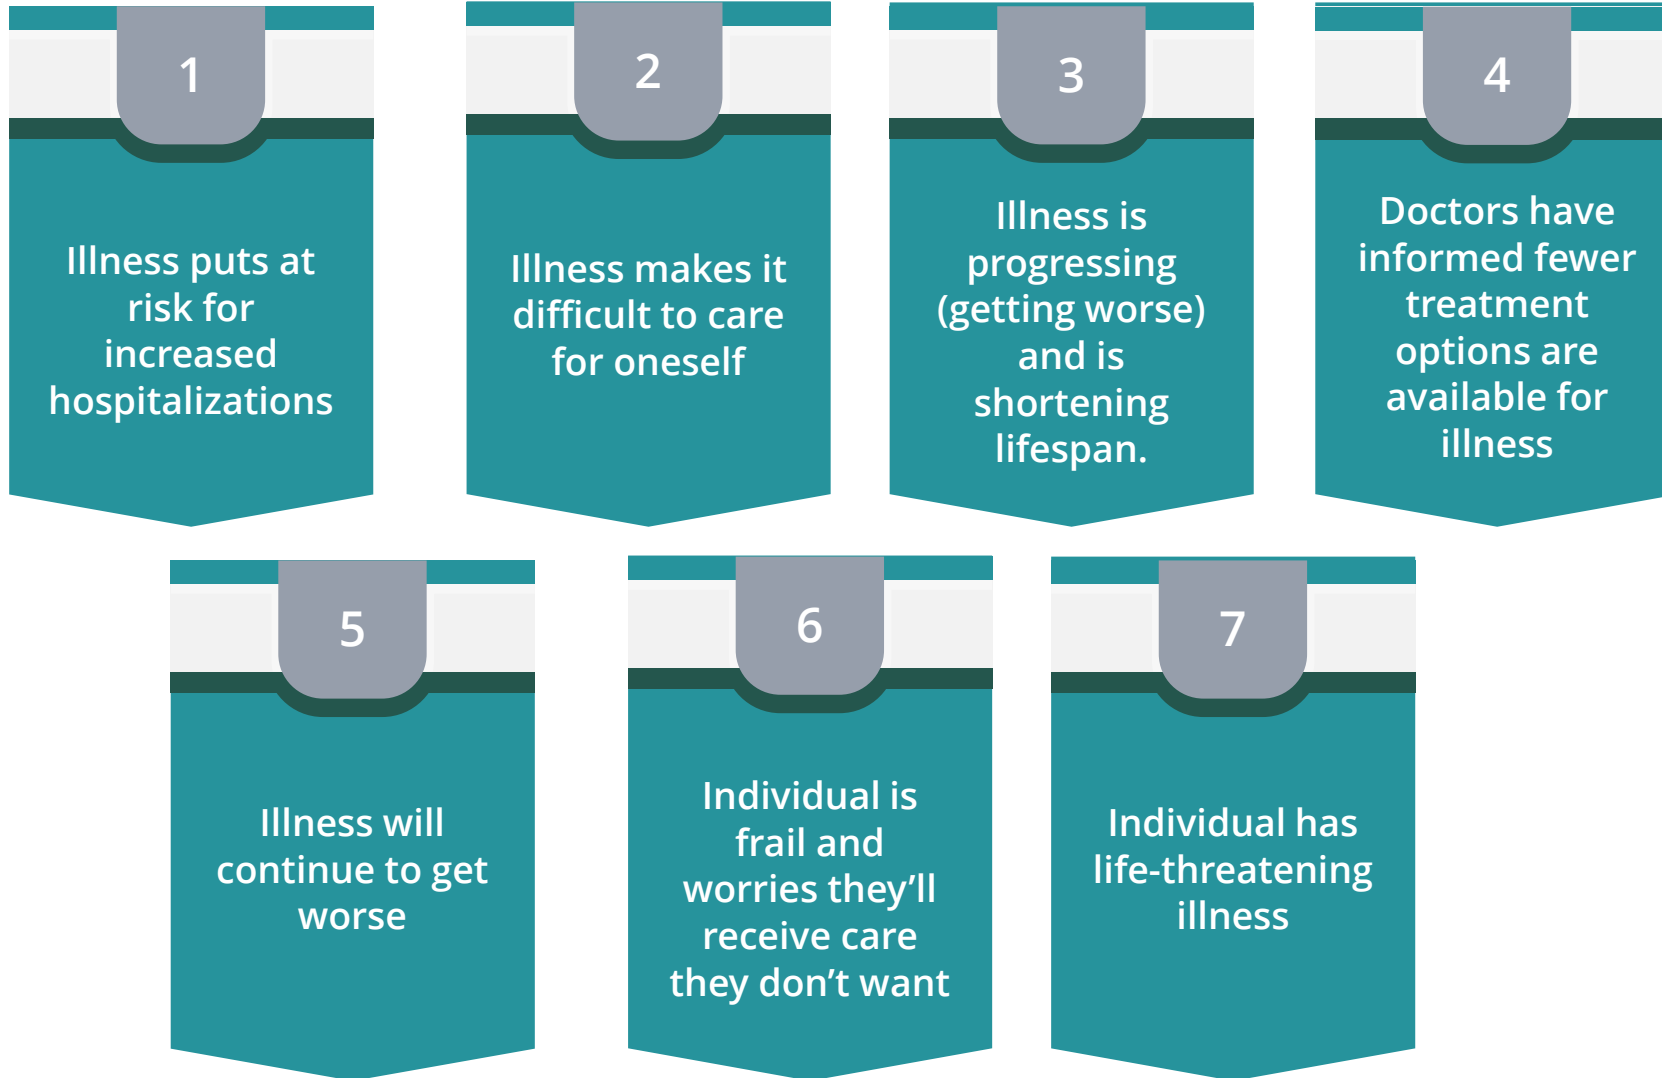 1
Illness puts at
risk for
increased
hospitalizations
2
Illness makes it
difficult to care
for oneself
3
Illness is
progressing
(getting worse)
and is
shortening
lifespan.
4
Doctors have
informed fewer
treatment
options are
available for
illness
5
Illness will
continue to get
worse
6
Individual is
frail and
worries they’ll
receive care
they don’t want
7
Individual has
life-threatening
illness